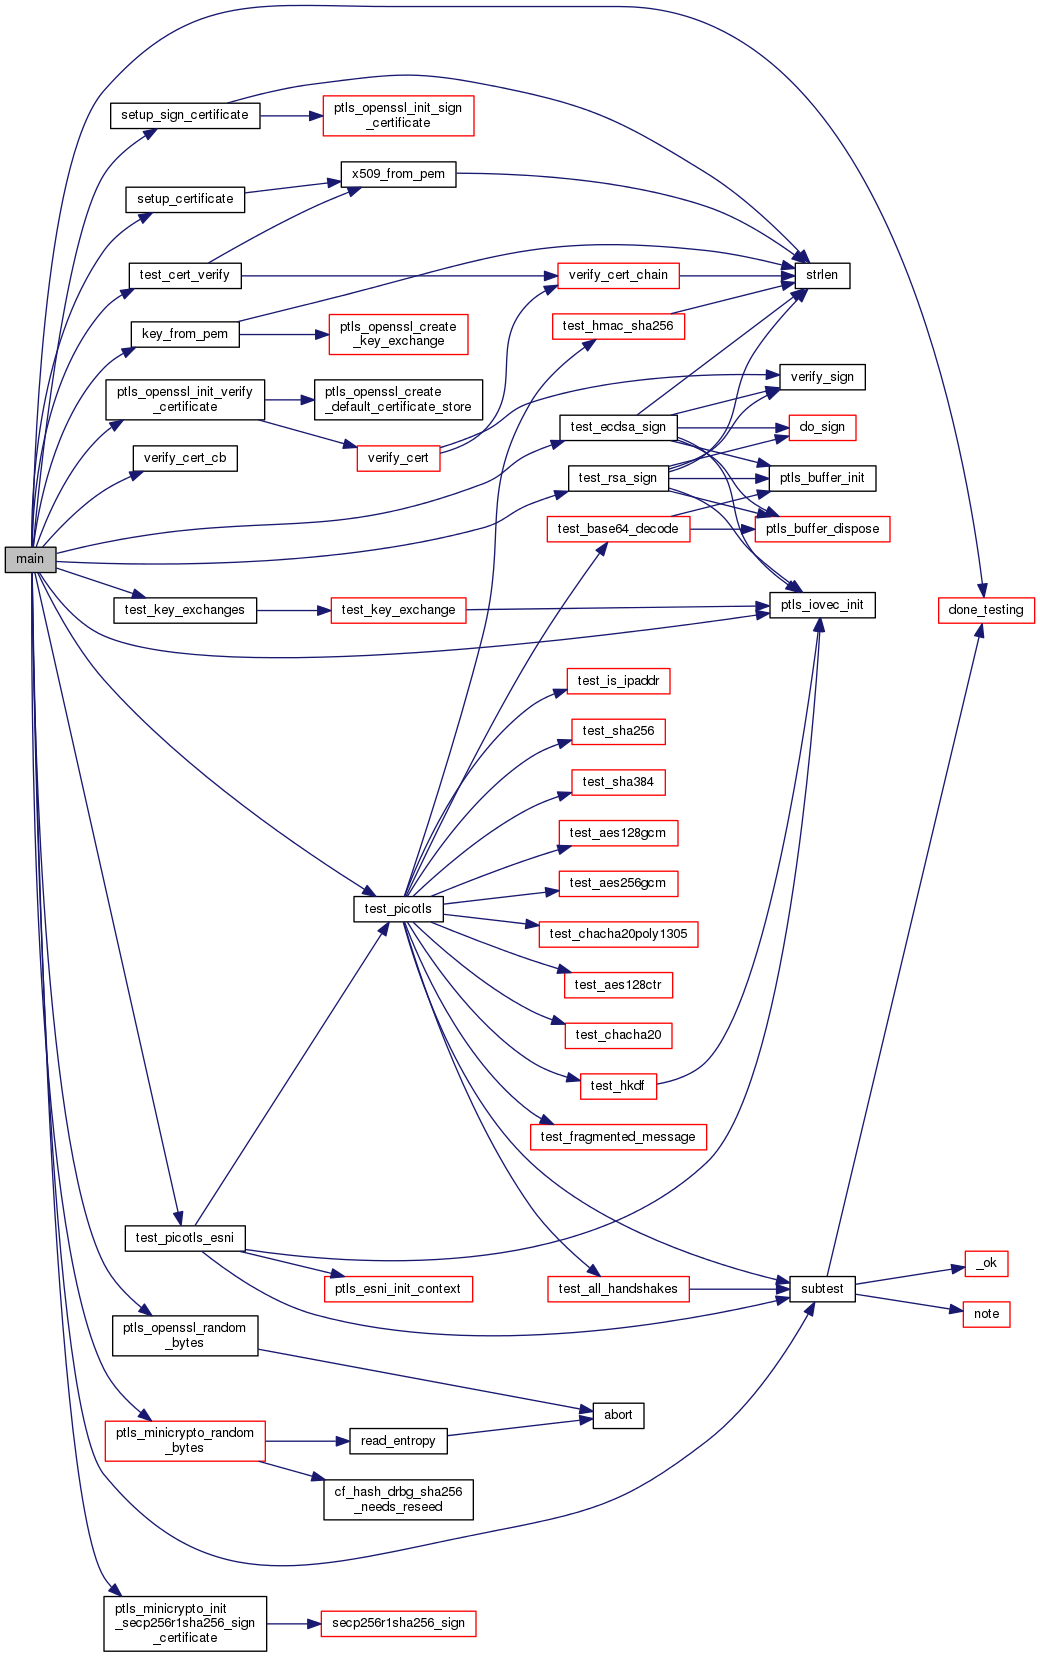 main
setup_sign_certificate
ptls_openssl_init_sign
_certificate
x509_from_pem
setup_certificate
test_cert_verify
verify_cert_chain
strlen
key_from_pem
ptls_openssl_create
_key_exchange
test_hmac_sha256
ptls_openssl_init_verify
_certificate
ptls_openssl_create
_default_certificate_store
verify_sign
verify_cert_cb
verify_cert
test_ecdsa_sign
do_sign
test_rsa_sign
ptls_buffer_init
test_base64_decode
ptls_buffer_dispose
test_key_exchanges
test_key_exchange
ptls_iovec_init
done_testing
test_is_ipaddr
test_sha256
test_sha384
test_aes128gcm
test_aes256gcm
test_picotls
test_chacha20poly1305
test_aes128ctr
test_chacha20
test_hkdf
test_fragmented_message
test_picotls_esni
ptls_esni_init_context
test_all_handshakes
subtest
_ok
note
ptls_openssl_random
_bytes
abort
ptls_minicrypto_random
_bytes
read_entropy
cf_hash_drbg_sha256
_needs_reseed
ptls_minicrypto_init
_secp256r1sha256_sign
_certificate
secp256r1sha256_sign